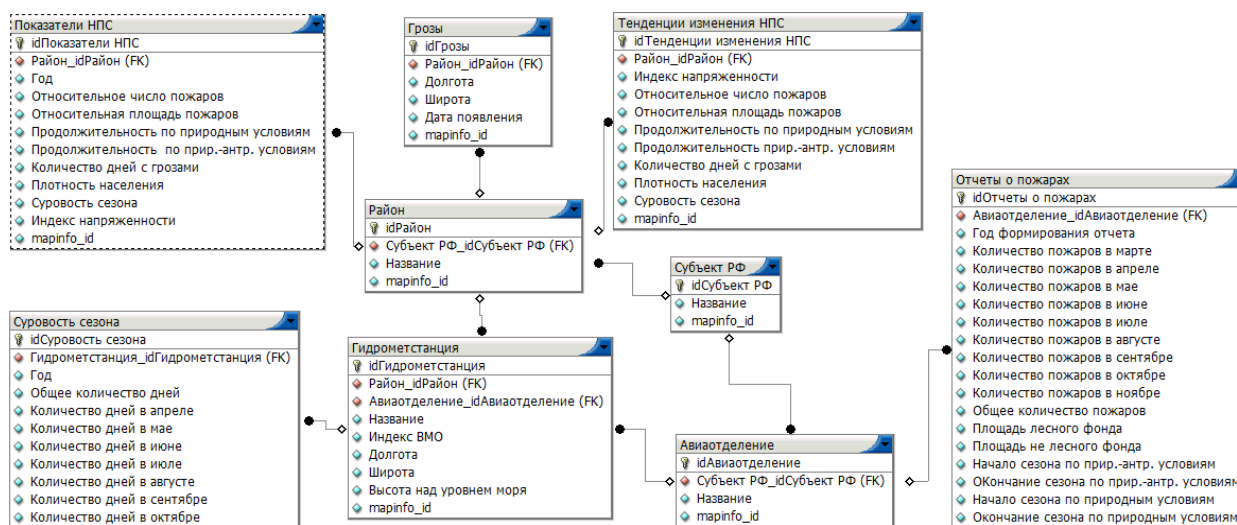 Показатели НПС
idПоказатели НПС
Район_idРайон (FK)
Год
Относительное число пожаров
Относительная площадь пожаров
Продолжительность по природным условиям
Продолжительность по прир.-антр. условиям
Количество дней с грозами
Плотность населения
Суровость сезона
Индекс напряженности
mapinfo_id
Грозы
idГрозы
Район_idРайон (FK)
Долгота
Широта
Дата появления
mapinfo_id
Тенденции изменения НПС
idТенденции изменения НПС
Район_idРайон (FK)
Индекс напряженности
Относительное число пожаров
Относительная площадь пожаров
Продолжительность по природным условиям
Продолжительность прир.-антр. условиям
Количество дней с грозами
Плотность населения
Суровость сезона
mapinfo_id
Район
idРайон
Субъект РФ_idСубъект РФ (FK)
Название
mapinfo_id
Субъект РФ
idСубъект РФ
Название
mapinfo_id
Отчеты о пожарах
idОтчеты о пожарах
Авиаотделение_idАвиаотделение (FK)
Год формирования отчета
Количество пожаров в марте
Количество пожаров в апреле
Количество пожаров в мае
Количество пожаров в июне
Количество пожаров в июле
Количество пожаров в августе
Количество пожаров в сентябре
Количество пожаров в октябре
Количество пожаров в ноябре
Общее количество пожаров
Площадь лесного фонда
Площадь не лесного фонда
Начало сезона по прир.-антр. условиям
ОКончание сезона по прир.-антр. условиям
Начало сезона по природным условиям
Окончание сезона по природным условиям
Суровость сезона
idСуровость сезона
Гидрометстанция_idГидрометстанция (FK)
Год
Общее количество дней
Количество дней в апреле
Количество дней в мае
Количество дней в июне
Количество дней в июле
Количество дней в августе
Количество дней в сентябре
Количество дней в октябре
Гидрометстанция
idГидрометстанция
Район_idРайон (FK)
Авиаотделение_idАвиаотделение (FK)
Название
Индекс ВМО
Долгота
Широта
Высота над уровнем моря
mapinfo_id
Авиаотделение
idАвиаотделение
Субъект РФ_idСубъект РФ (FK)
Название
mapinfo_id